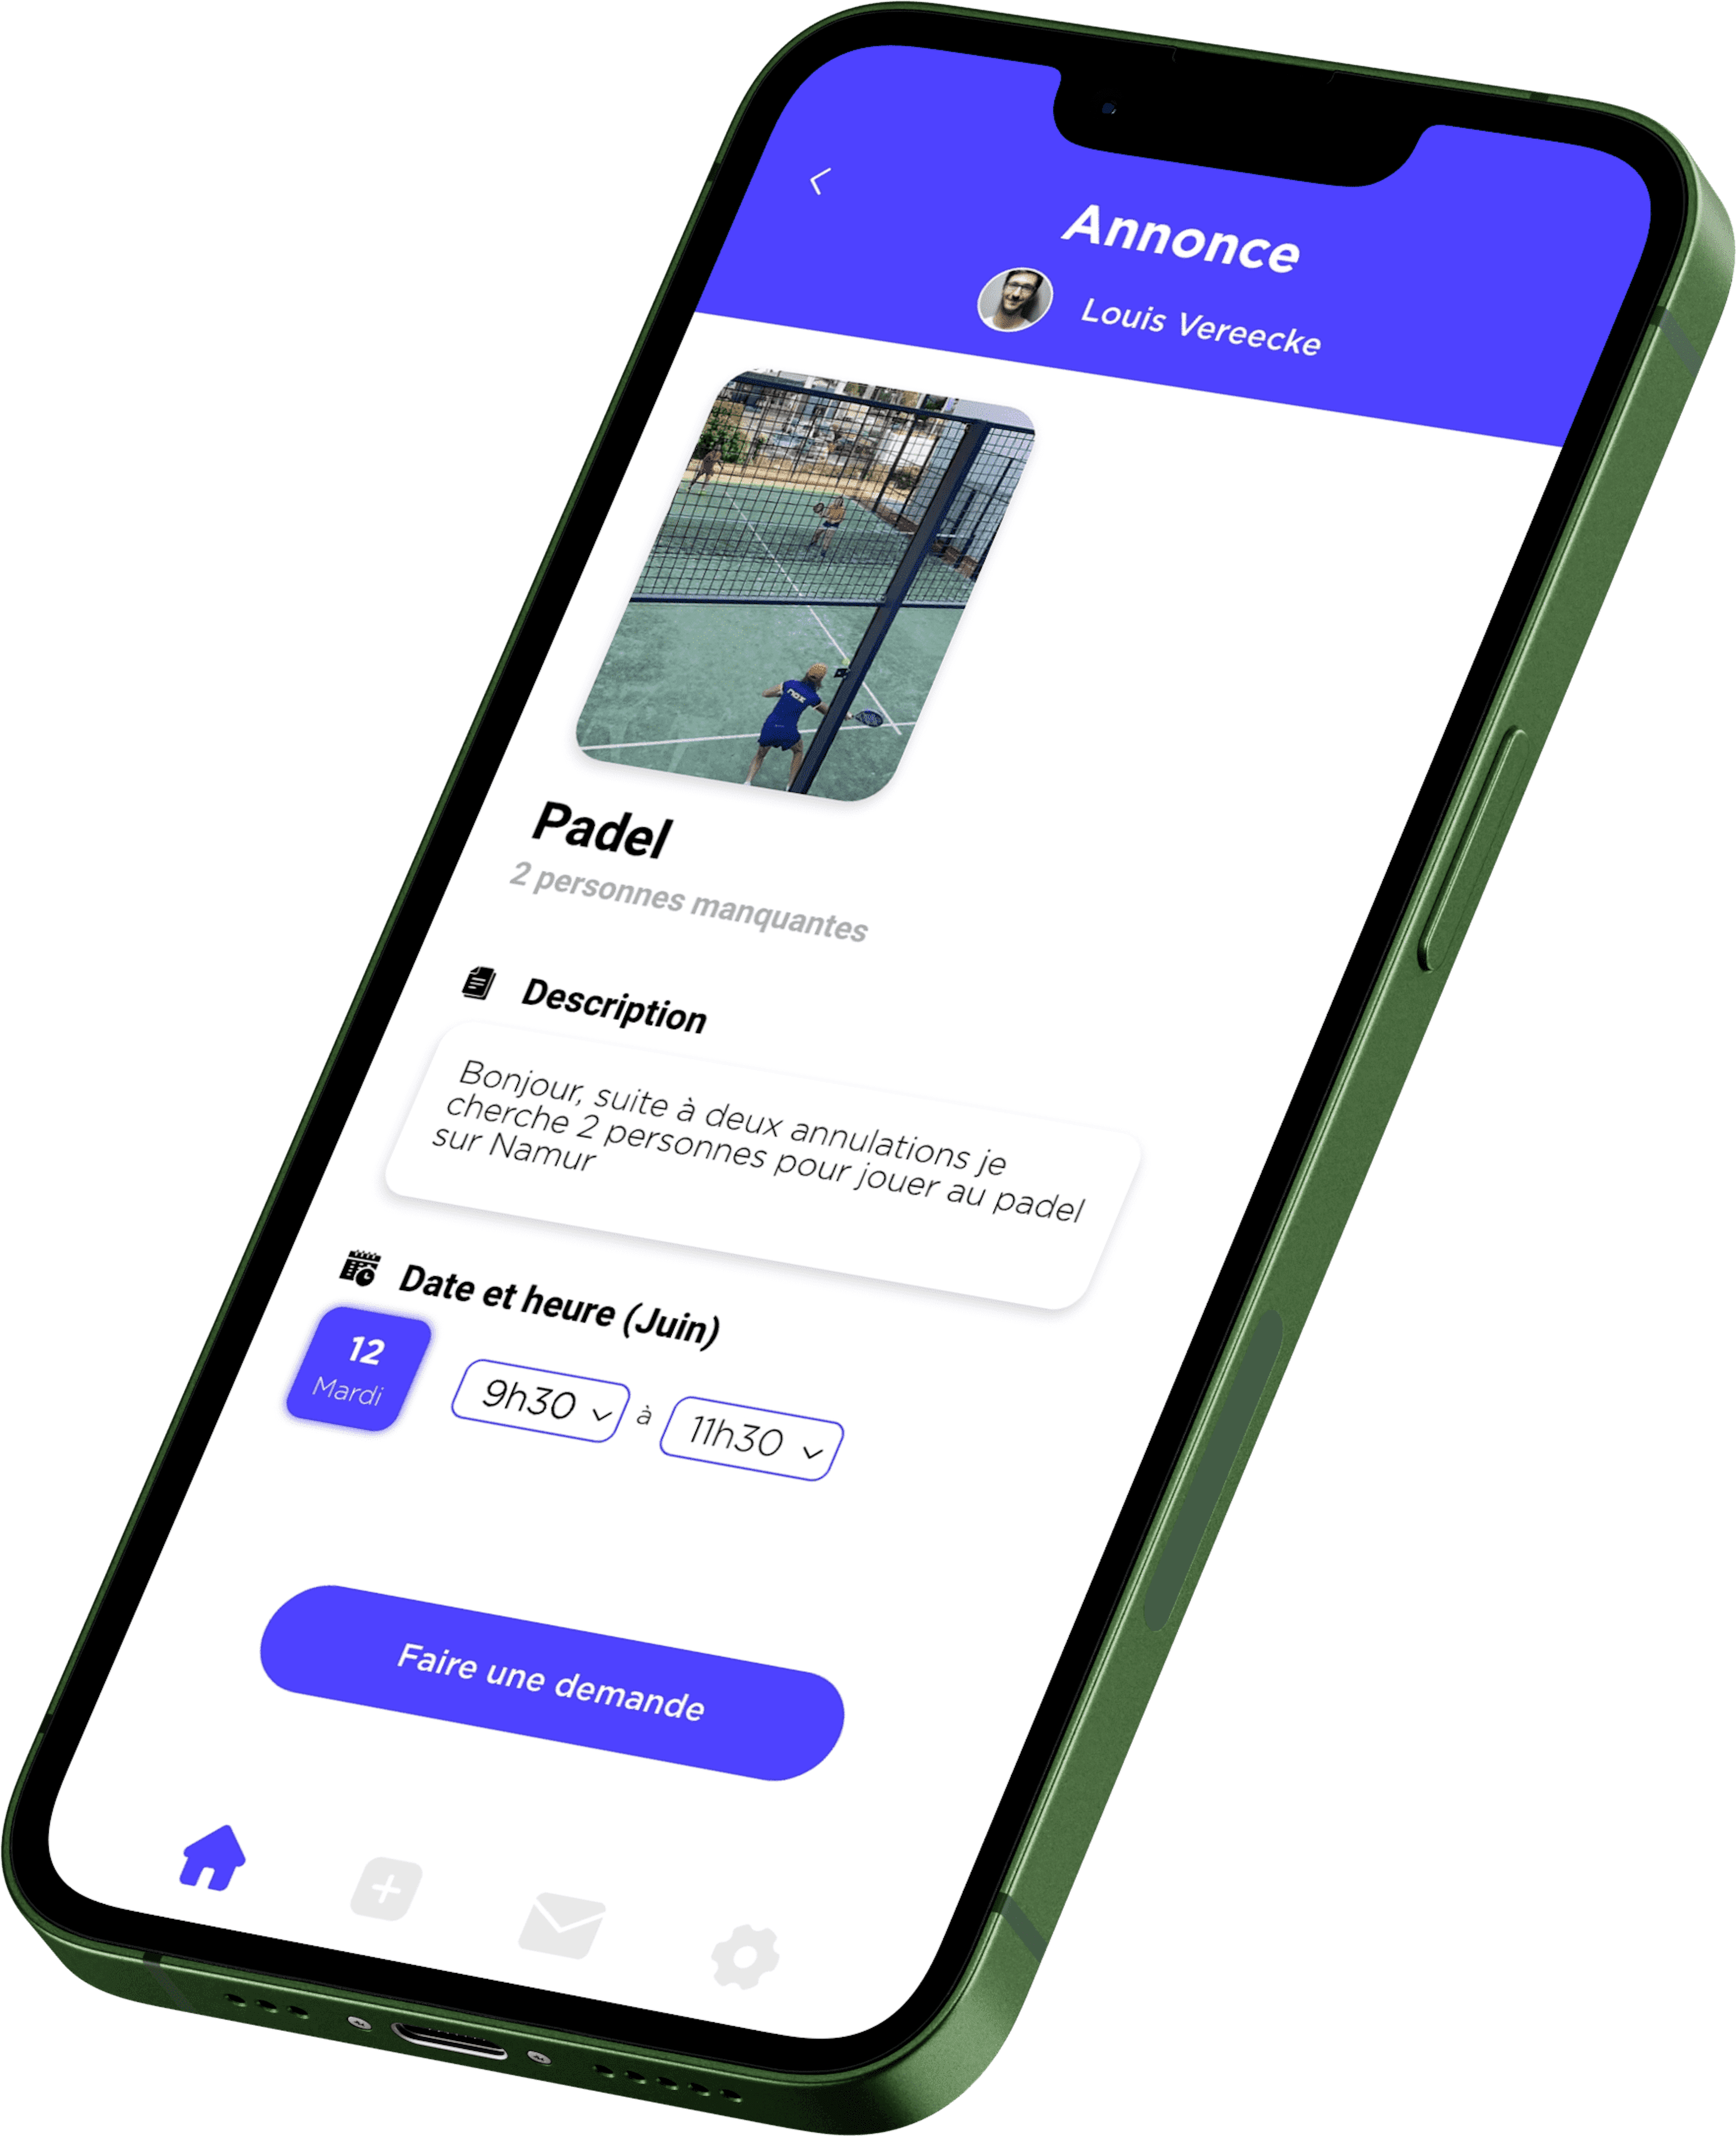 Annonce
Louis Vereecke
nox
Padel
2 personnes manquantes
Description
Bonjour, suite à deux annulations je
cherche 2 personnes pour jouer au padel
sur Namur
Date et heure (Juin)
12
Mardi
9h30 à 11h30
Faire une demande